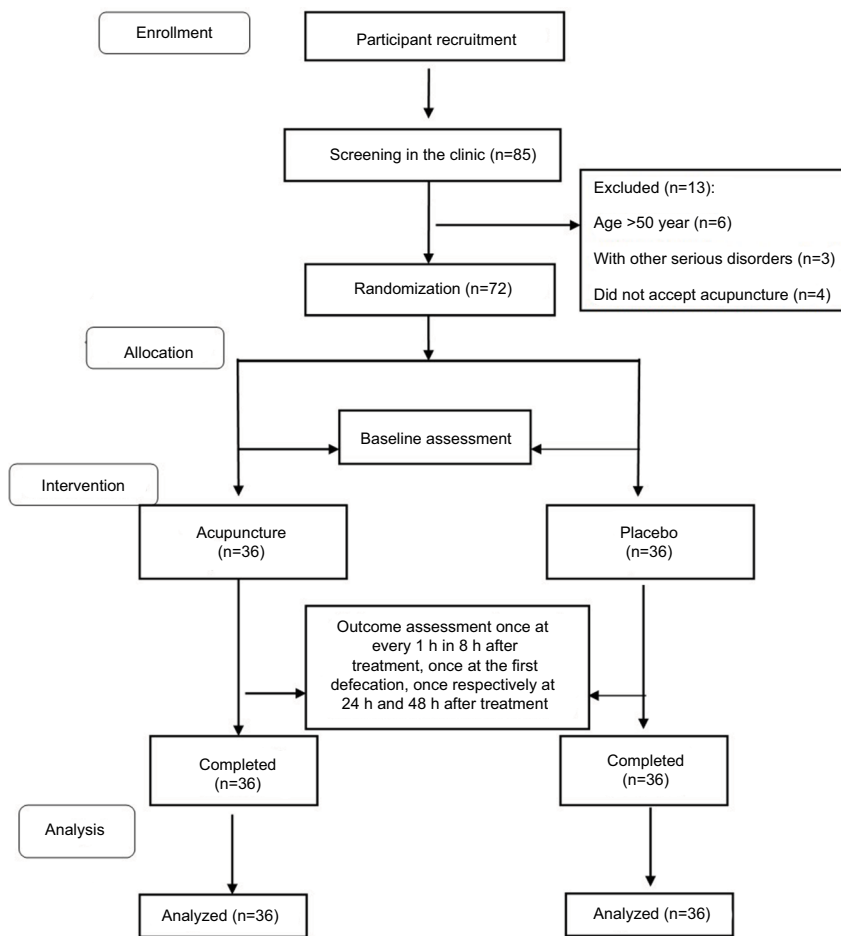 Enrollment
Participant recruitment
Screening in the clinic (n=85)
Excluded (n=13):
Age >50 year (n=6)
With other serious disorders (n=3)
Did not accept acupuncture (n=4)
Randomization (n=72)
Allocation
Baseline assessment
Intervention
Acupuncture
(n=36)
Placebo
(n=36)
Outcome assessment once at
every 1 h in 8 h after
treatment, once at the first
defecation, once respectively at
24 h and 48 h after treatment
Completed
(n=36)
Completed
(n=36)
Analysis
Analyzed (n=36)
Analyzed (n=36)